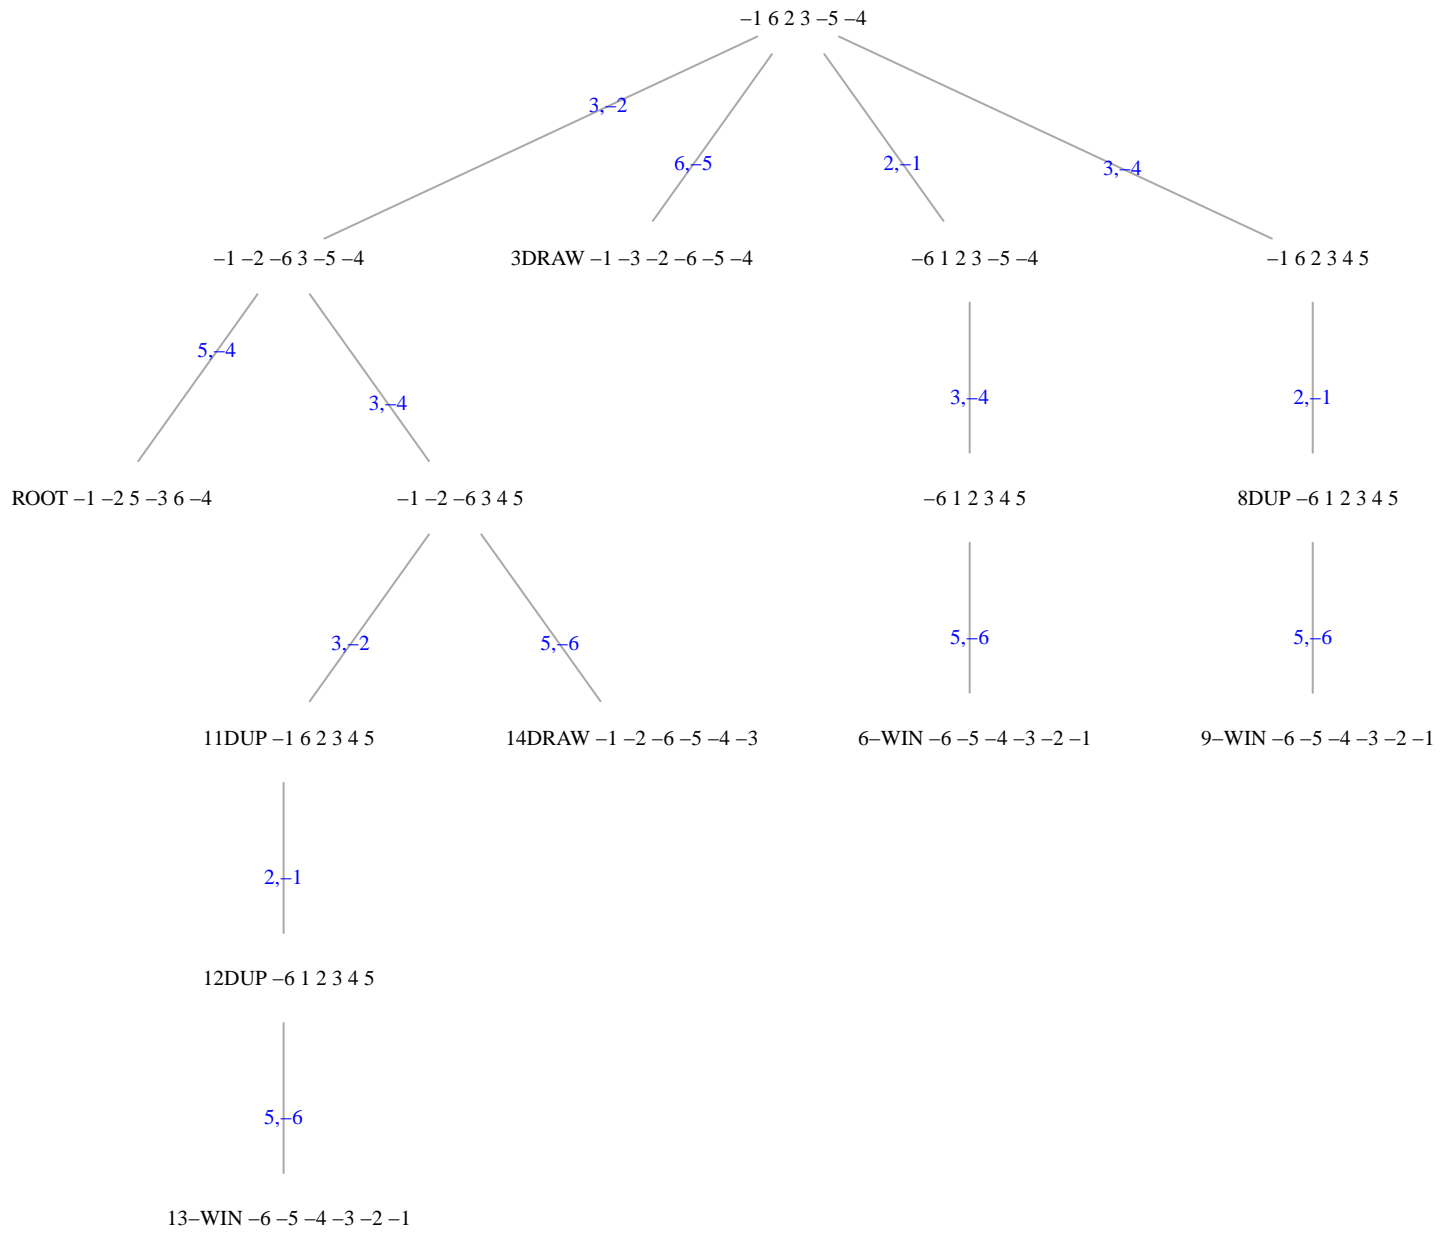 –1 6 2 3 –5 –4
3,–2
6,–5
2,–1
3,–4
–1 –2 –6 3 –5 –4
3DRAW –1 –3 –2 –6 –5 –4
–6 1 2 3 –5 –4
–1 6 2 3 4 5
5,–4
3,–4
3,–4
2,–1
ROOT –1 –2 5 –3 6 –4
–1 –2 –6 3 4 5
–6 1 2 3 4 5
8DUP –6 1 2 3 4 5
3,–2
5,–6
5,–6
5,–6
11DUP –1 6 2 3 4 5
14DRAW –1 –2 –6 –5 –4 –3
6–WIN –6 –5 –4 –3 –2 –1
9–WIN –6 –5 –4 –3 –2 –1
2,–1
12DUP –6 1 2 3 4 5
5,–6
13–WIN –6 –5 –4 –3 –2 –1